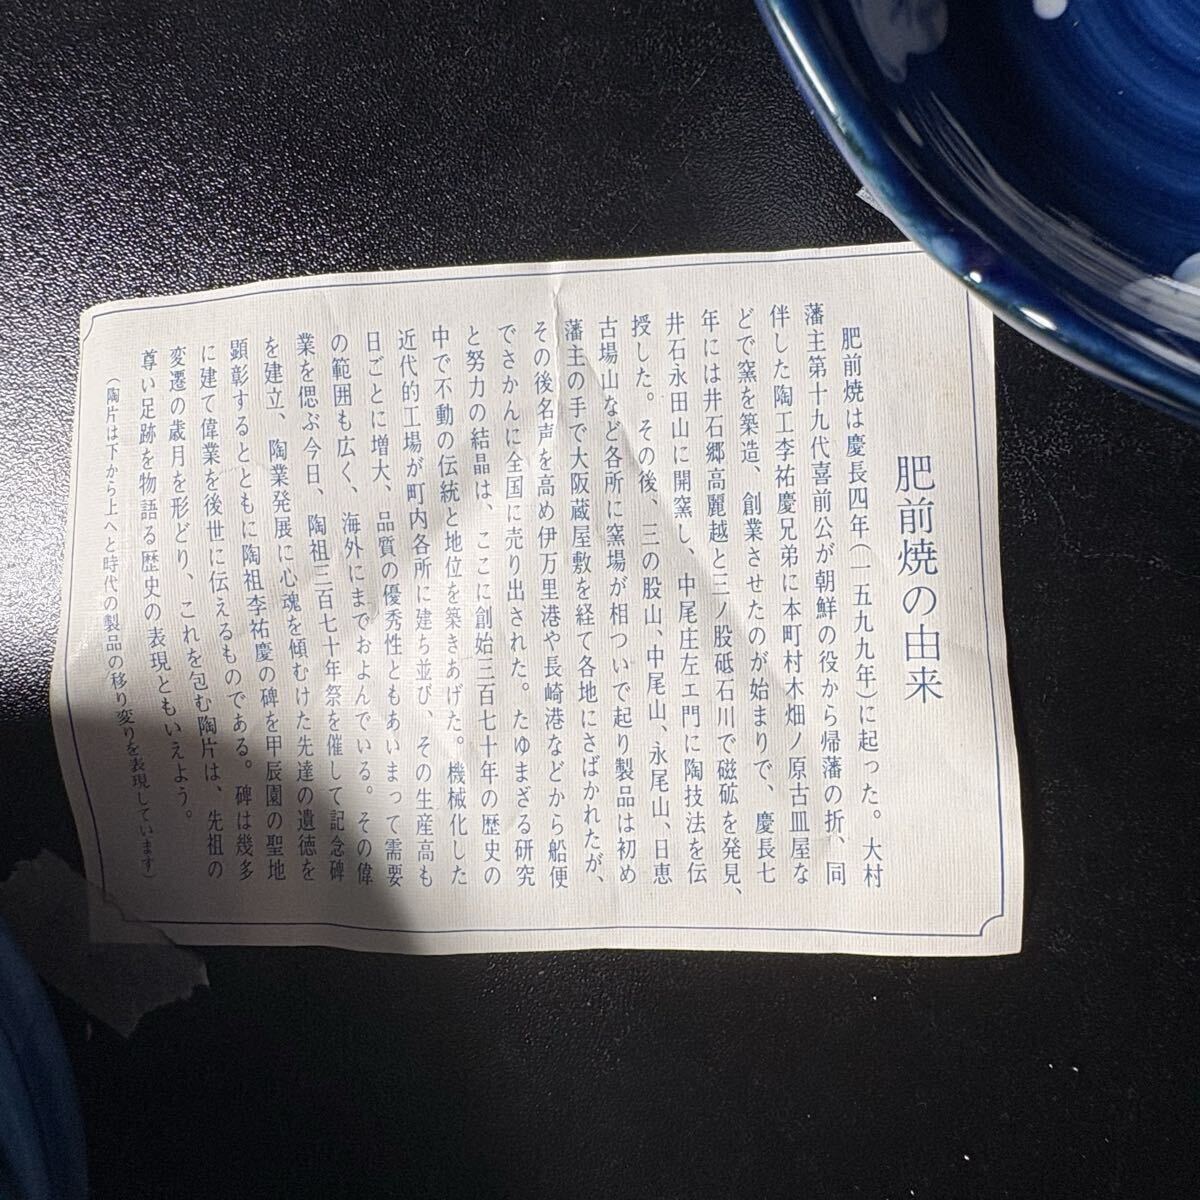 肥前焼の由来
肥前焼は慶長四年(一五九九年)に起った。大村
藩主第十九代喜前公が朝鮮の役から帰藩の折、同
伴した陶工李祐慶兄弟に本町村木畑ノ原古皿屋な
どで窯を築造、創業させたのが始まりで、慶長七
年には井石郷高麗越と三ノ股砥石川で磁砿を発見、
井石永田山に開窯し、中尾庄左エ門に陶技法を伝
授した。その後、三の股山、中尾山、永尾山、日恵
古場山など各所に窯場が相ついで起り製品は初め
藩主の手で大阪蔵屋敷を経て各地にさばかれたが、
その後名声を高め伊万里港や長崎港などから船便
でさかんに全国に売り出された。たゆまざる研究
と努力の結晶は、ここに創始三百七十年の歴史の
中で不動の伝統と地位を築きあげた。機械化した
近代的工場が町内各所に建ち並び、その生産高も
日ごとに増大、品質の優秀性ともあいまって需要
の範囲も広く、海外にまでおよんでいる。その偉
業を偲ぶ今日、陶祖三百七十年祭を催して記念碑
を建立、陶業発展に心魂を傾むけた先達の遺徳を
顕彰するとともに陶祖李祐慶の碑を甲辰園の聖地
に建て偉業を後世に伝えるものである。碑は幾多
変遷の歳月を形どり、これを包む陶片は、先祖の
尊い足跡を物語る歴史の表現ともいえよう。
(陶片は下から上へと時代の製品の移り変りを表現しています)